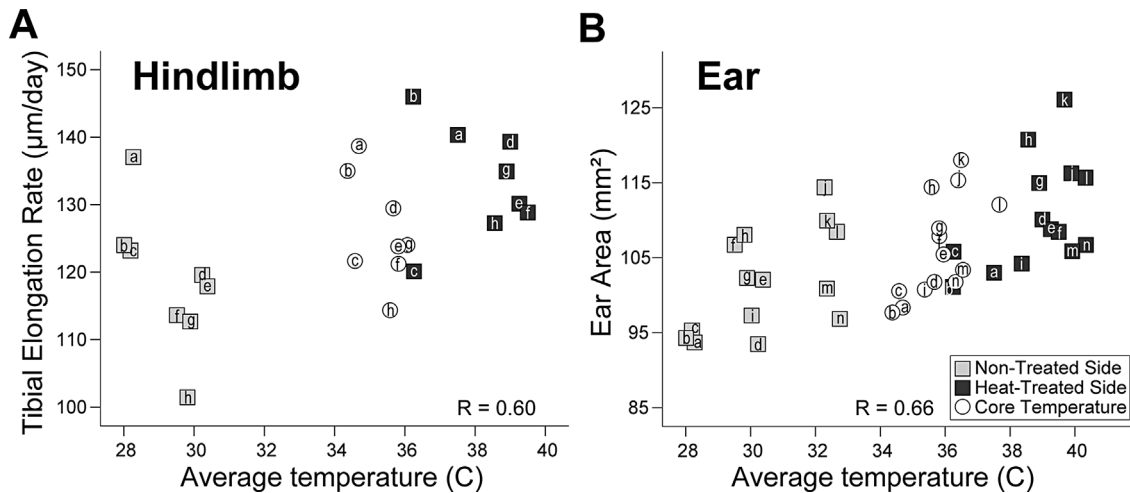 A
B
Hindlimb
Ear
Tibial Elongation Rate (µm/day)
150
140
130
120
110
100
28
30
32
34
36
38
40
Average temperature (C)
R = 0.60
b
a
d
g
e
f
h
c
a
b
d
e
g
c
f
h
a
b
c
d
e
f
g
h
Ear Area (mm²)
125
115
105
95
85
28
30
32
34
36
38
40
Average temperature (C)
R = 0.66
k
h
g
d
e
f
c
a
i
m
n
k
j
h
g
f
e
m
n
d
c
a
b
j
k
f
h
g
e
m
i
n
d
c
b
a
Non-Treated Side
Heat-Treated Side
Core Temperature